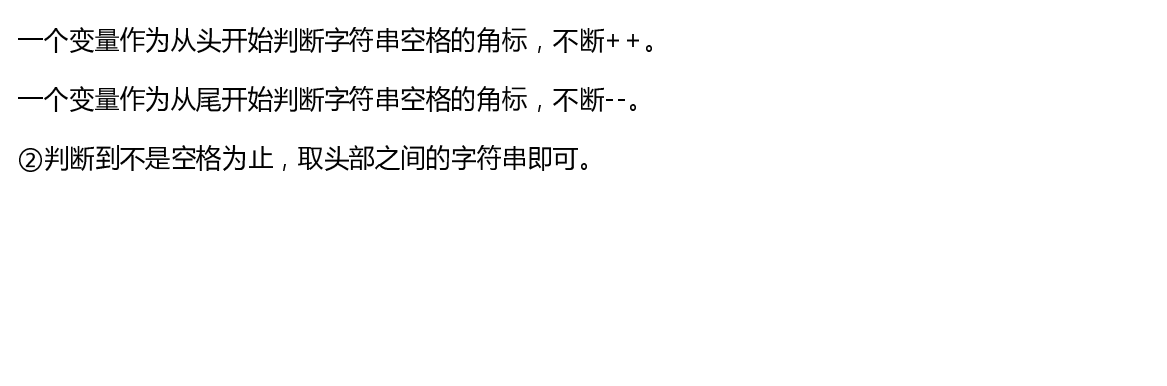 一个变量作为从头开始判断字符串空格的角标，不断++。
一个变量作为从尾开始判断字符串空格的角标，不断--。
②判断到不是空格为止，取头部之间的字符串即可。